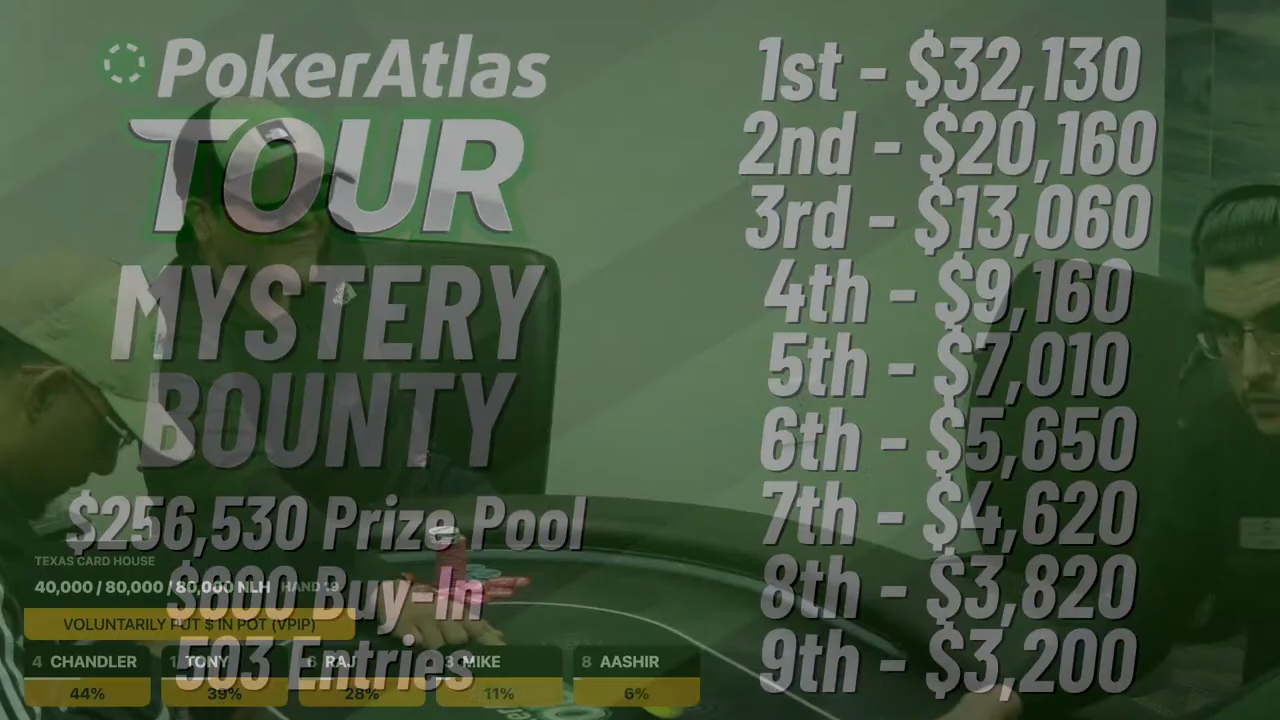 PokerAtlas
TOUR
MYSTERY
BOUNTY
$256,530 Prize Pool
$600 Buy-In
503 Entries
1st - $32,130
2nd - $20,160
3rd - $13,060
4th - $9,160
5th - $7,010
6th - $5,650
7th - $4,620
8th - $3,820
9th - $3,200
TEXAS CARD HOUSE
40,000 / 80,000 / 80,000 NLH HAND
VOLUNTARILY PUT $ IN POT (VPIP)
4 CHANDLER TONY RAJ 3 MIKE 8 AASHIR
44% 39% 28% 11% 6%